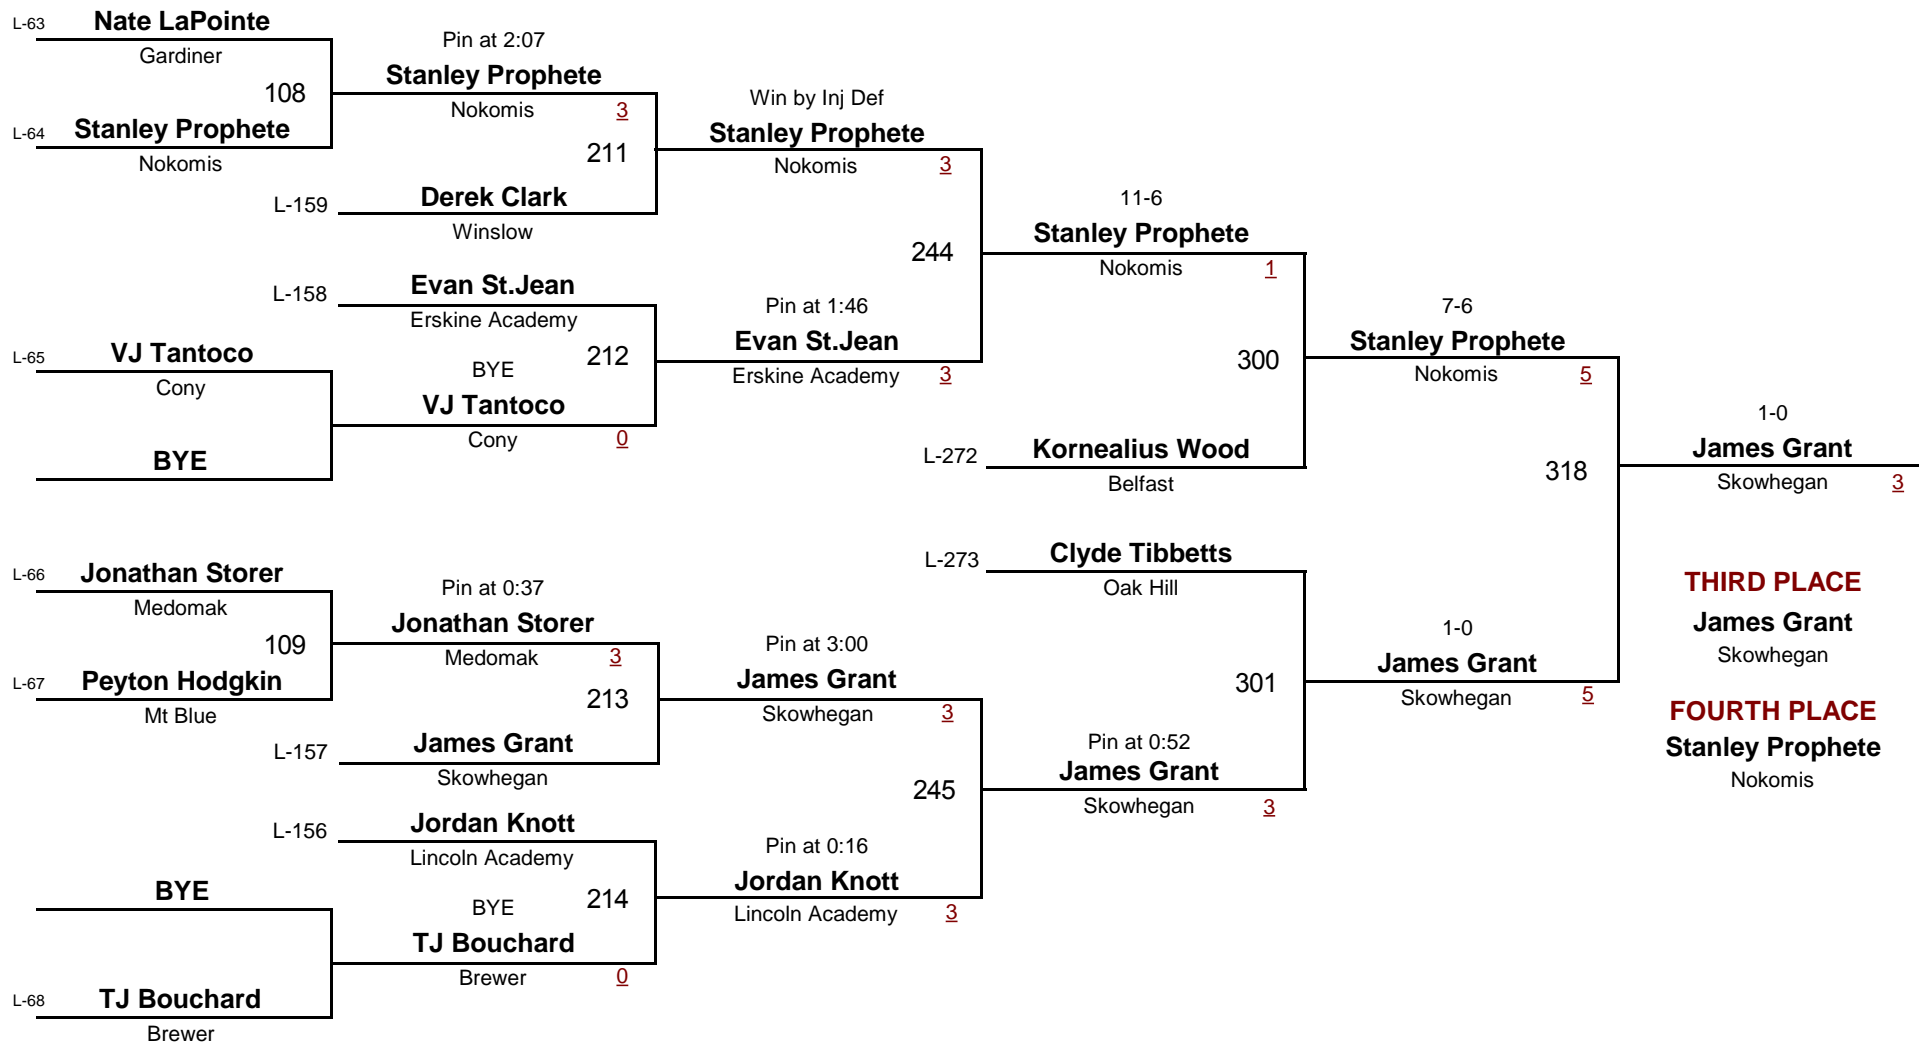 L-63 Nate LaPointe
Gardiner
108
L-64 Stanley Prophete
Nokomis
Pin at 2:07
Stanley Prophete
Nokomis 3
211
L-159 Derek Clark
Winslow
Win by Inj Def
Stanley Prophete
Nokomis 3
L-158 Evan St.Jean
Erskine Academy
212
L-65 VJ Tantoco
Cony
BYE
BYE
VJ Tantoco
Cony 0
Pin at 1:46
Evan St.Jean
Erskine Academy 3
244
11-6
Stanley Prophete
Nokomis 1
300
L-272 Kornealius Wood
Belfast
7-6
Stanley Prophete
Nokomis 5
318
1-0
James Grant
Skowhegan 3
L-66 Jonathan Storer
Medomak
109
L-67 Peyton Hodgkin
Mt Blue
Pin at 0:37
Jonathan Storer
Medomak 3
213
L-157 James Grant
Skowhegan
Pin at 3:00
James Grant
Skowhegan 3
L-156 Jordan Knott
Lincoln Academy
214
BYE
L-68 TJ Bouchard
Brewer
BYE
TJ Bouchard
Brewer 0
Pin at 0:16
Jordan Knott
Lincoln Academy 3
245
L-273 Clyde Tibbetts
Oak Hill
301
Pin at 0:52
James Grant
Skowhegan 3
1-0
James Grant
Skowhegan 5
THIRD PLACE
James Grant
Skowhegan
FOURTH PLACE
Stanley Prophete
Nokomis